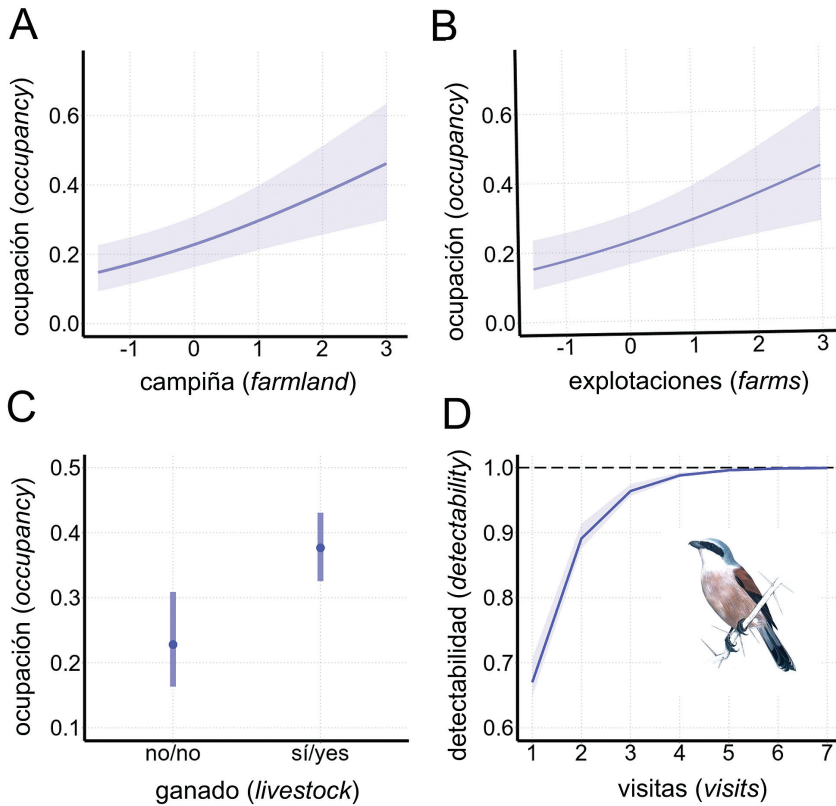 A
ocupación (occupancy)
0.6
0.4
0.2
0.0
-1 0 1 2 3
campiña (farmland)
B
ocupación (occupancy)
0.6
0.4
0.2
0.0
-1 0 1 2 3
explotaciones (farms)
C
ocupación (occupancy)
0.5
0.4
0.3
0.2
0.1
no/no sí/yes
ganado (livestock)
D
detectabilidad (detectability)
1.0
0.9
0.8
0.7
0.6
1 2 3 4 5 6 7
visitas (visits)